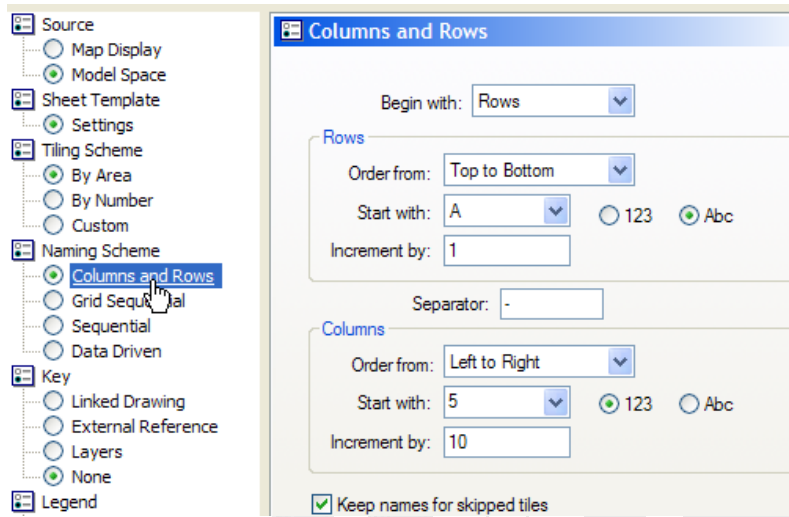 Source
Map Display
Model Space
Sheet Template
Settings
Tiling Scheme
By Area
By Number
Custom
Naming Scheme
Columns and Rows
Grid Sequ ial
Sequential
Data Driven
Key
Linked Drawing
External Reference
Layers
None
Legend
Columns and Rows
Begin with: Rows
Rows
Order from: Top to Bottom
Start with: A 123 Abc
Increment by: 1
Separator: -
Columns
Order from: Left to Right
Start with: 5 123 Abc
Increment by: 10
Keep names for skipped tiles